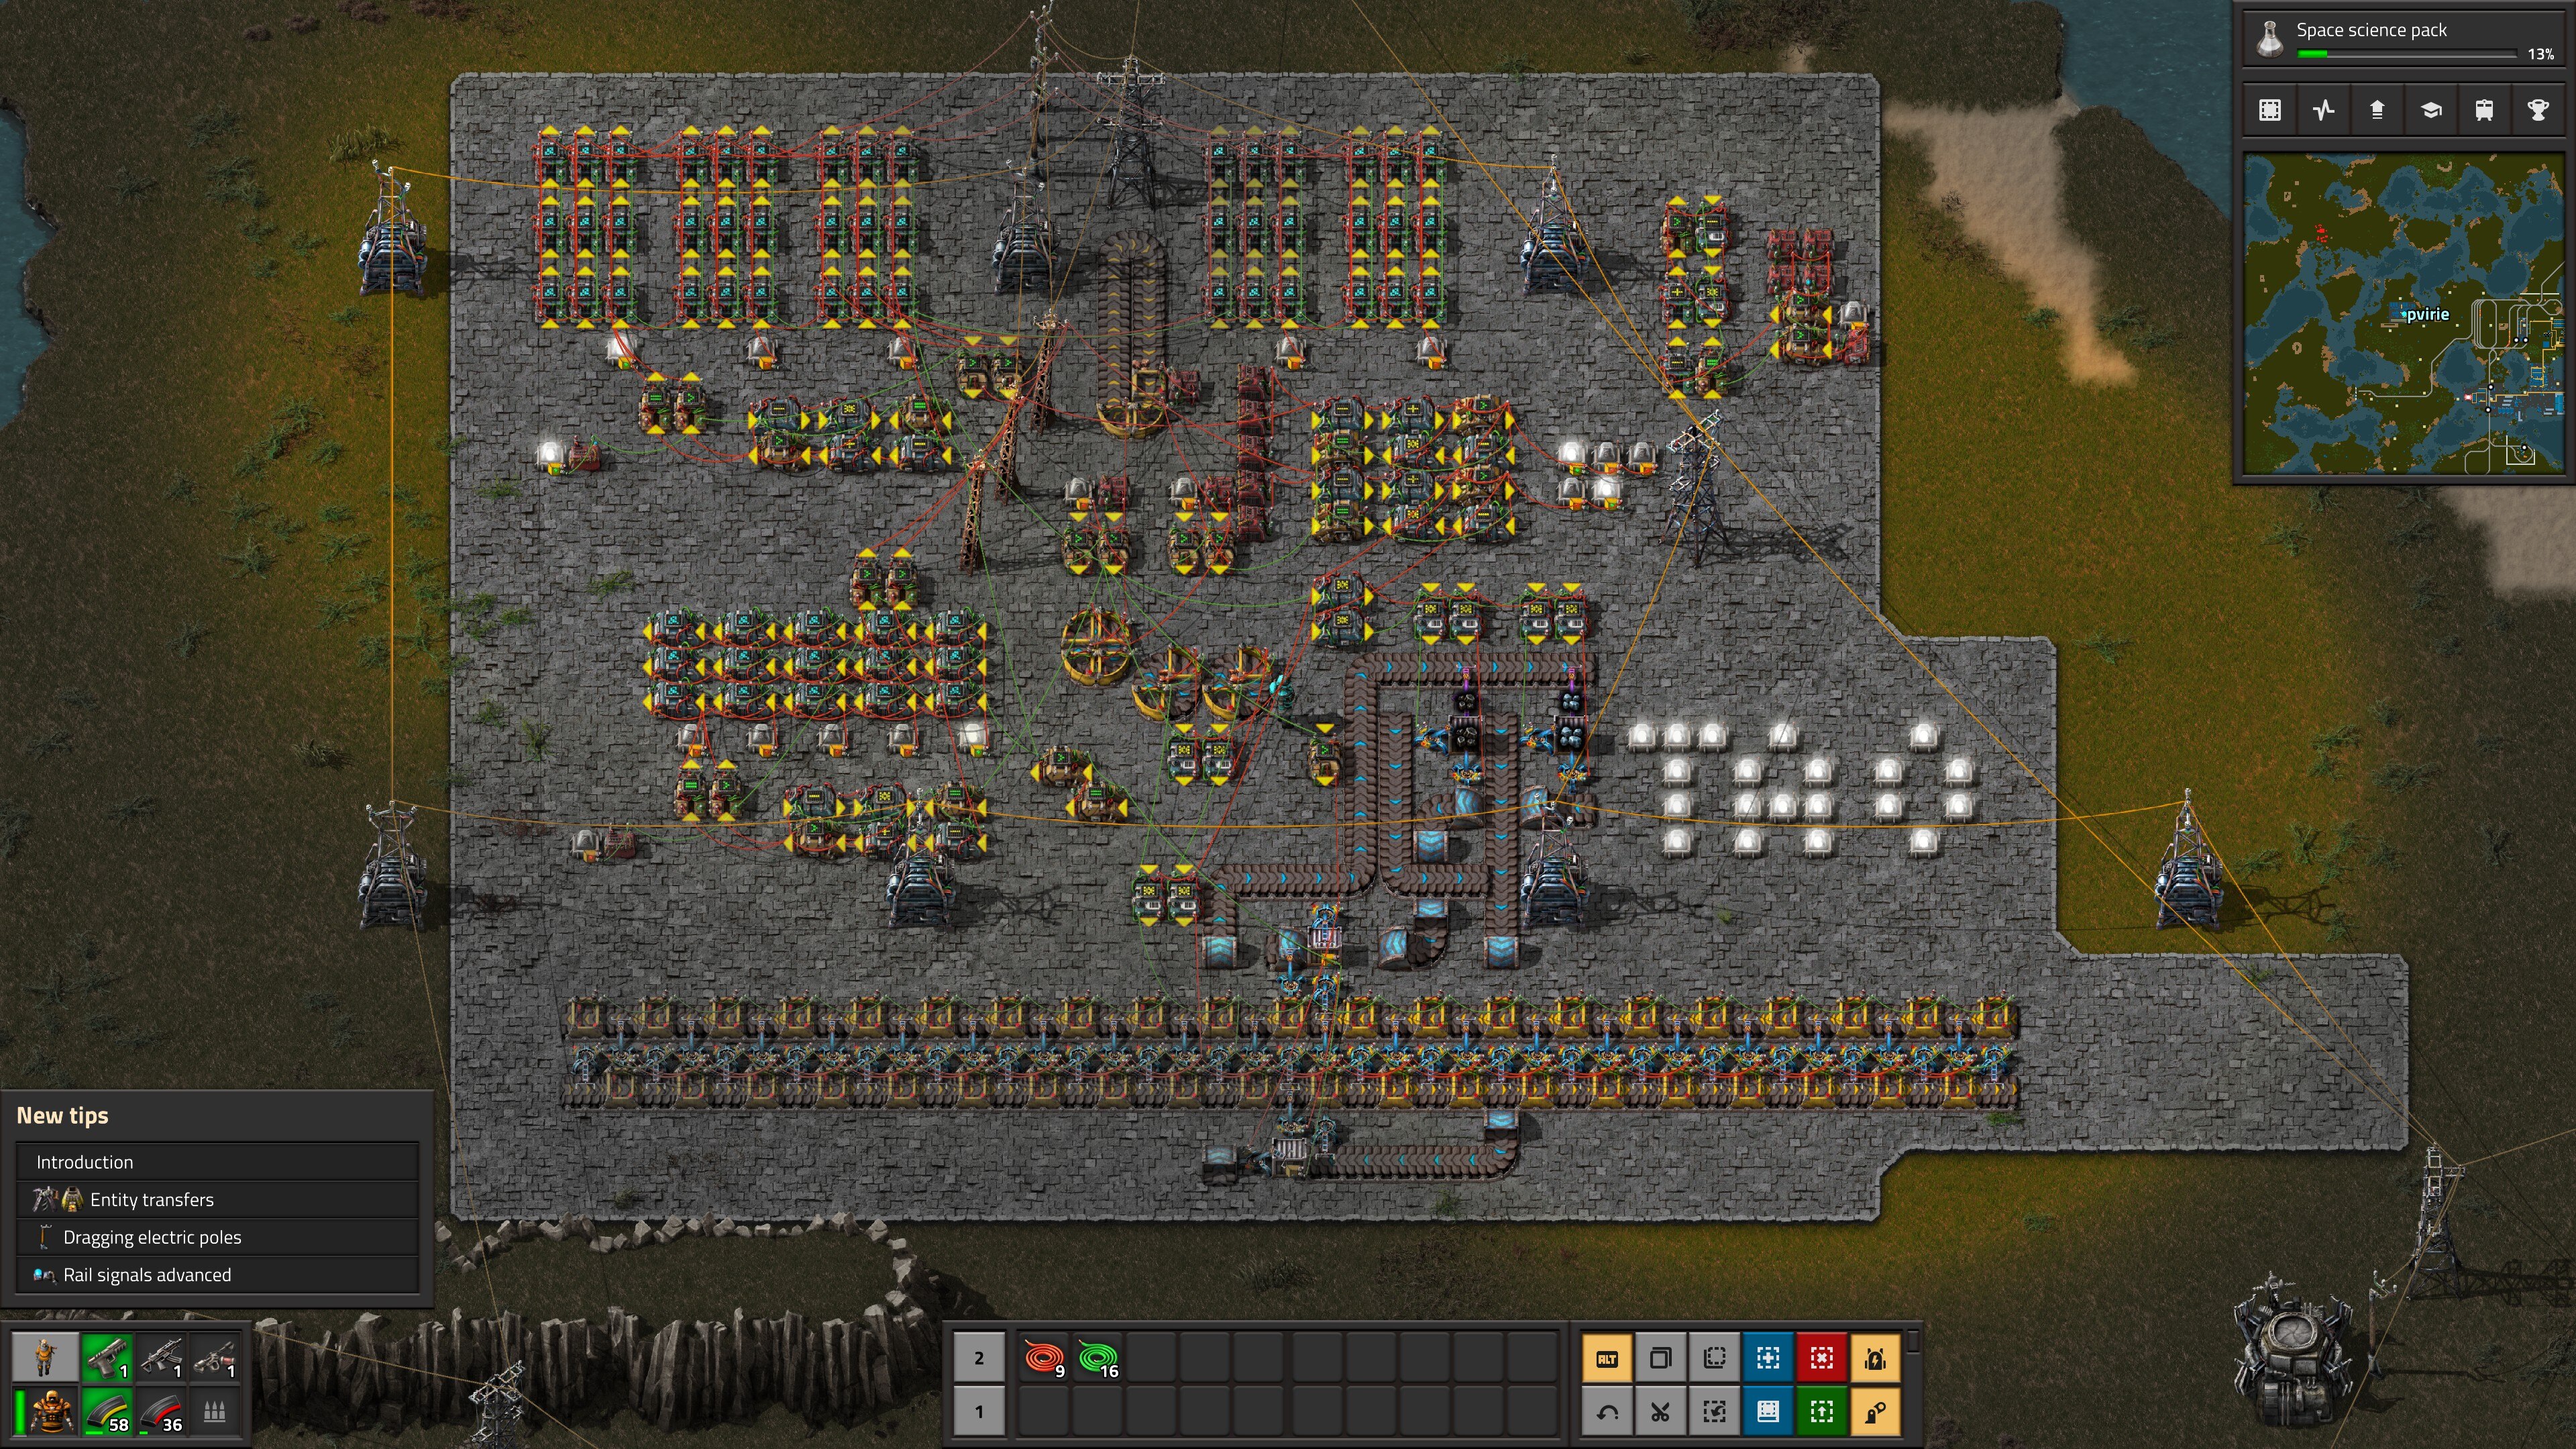 Space science pack
13%
pvirie
New tips
Introduction
Entity transfers
Dragging electric poles
Rail signals advanced
1
1
1
58
36
2
9
16
1
ALT